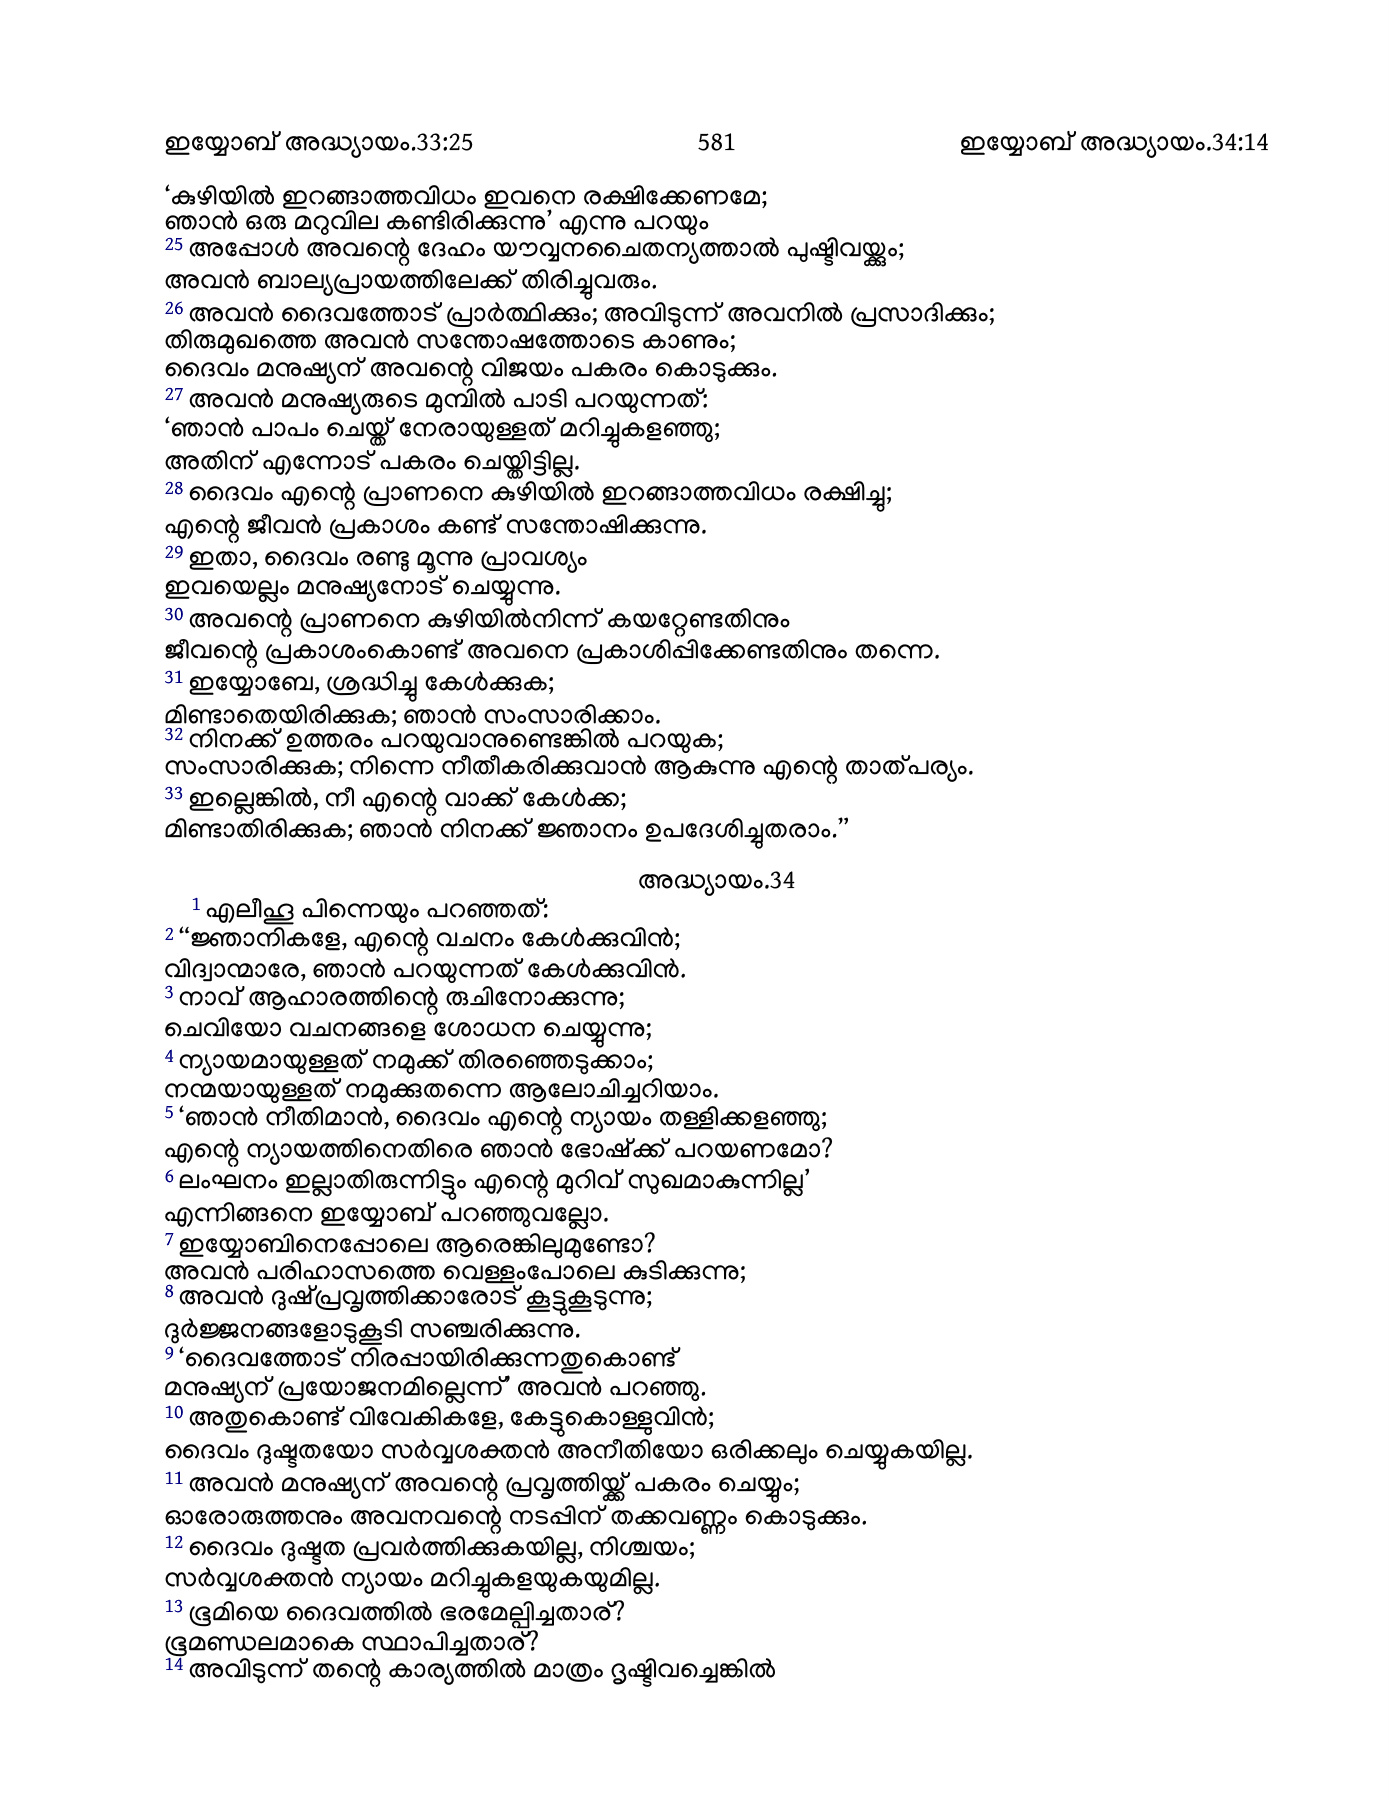 ഇയ്യോബ് അദ്ധ്യായം.33:25 581 ഇയ്യോബ് അദ്ധ്യായം.34:14
‘കുഴിയിൽ ഇറങ്ങാത്തവിധം ഇവനെ രക്ഷിക്കേണമേ;
ഞാൻ ഒരു മറുവില കണ്ടിരിക്കുന്നു’ എന്നു പറയും
25 അപ്പോൾ അവന്റെ ദേഹം യൗവ്വനചൈതന്യത്താൽ പുഷ്ടിവയ്ക്കും;
അവൻ ബാല്യപ്രായത്തിലേക്ക് തിരിച്ചുവരും.
26 അവൻ ദൈവത്തോട് പ്രാർത്ഥിക്കും; അവിടുന്ന് അവനിൽ പ്രസാദിക്കും;
തിരുമുഖത്തെ അവൻ സന്തോഷത്തോടെ കാണും;
ദൈവം മനുഷ്യന് അവന്റെ വിജയം പകരം കൊടുക്കും.
27 അവൻ മനുഷ്യരുടെ മുമ്പിൽ പാടി പറയുന്നത്:
‘ഞാൻ പാപം ചെയ്ത് നേരായുള്ളത് മറിച്ചുകളഞ്ഞു;
അതിന് എന്നോട് പകരം ചെയ്തിട്ടില്ല.
28 ദൈവം എന്റെ പ്രാണനെ കുഴിയിൽ ഇറങ്ങാത്തവിധം രക്ഷിച്ചു;
എന്റെ ജീവൻ പ്രകാശം കണ്ട് സന്തോഷിക്കുന്നു.
29 ഇതാ, ദൈവം രണ്ടു മൂന്നു പ്രാവശ്യം
ഇവയെല്ലം മനുഷ്യനോട് ചെയ്യുന്നു.
30 അവന്റെ പ്രാണനെ കുഴിയിൽനിന്ന് കയറ്റേണ്ടതിനും
ജീവന്റെ പ്രകാശംകൊണ്ട് അവനെ പ്രകാശിപ്പിക്കേണ്ടതിനും തന്നെ.
31 ഇയ്യോബേ, ശ്രദ്ധിച്ചു കേൾക്കുക;
മിണ്ടാതെയിരിക്കുക; ഞാൻ സംസാരിക്കാം.
32 നിനക്ക് ഉത്തരം പറയുവാനുണ്ടെങ്കിൽ പറയുക;
സംസാരിക്കുക; നിന്നെ നീതീകരിക്കുവാൻ ആകുന്നു എന്റെ താത്പര്യം.
33 ഇല്ലെങ്കിൽ, നീ എന്റെ വാക്ക് കേൾക്ക;
മിണ്ടാതിരിക്കുക; ഞാൻ നിനക്ക് ജ്ഞാനം ഉപദേശിച്ചുതരാം.”
അദ്ധ്യായം.34
1 എലീഹൂ പിന്നെയും പറഞ്ഞത്:
2 “ജ്ഞാനികളേ, എന്റെ വചനം കേൾക്കുവിൻ;
വിദ്വാന്മാരേ, ഞാൻ പറയുന്നത് കേൾക്കുവിൻ.
3 നാവ് ആഹാരത്തിന്റെ രുചിനോക്കുന്നു;
ചെവിയോ വചനങ്ങളെ ശോധന ചെയ്യുന്നു;
4 ന്യായമായുള്ളത് നമുക്ക് തിരഞ്ഞെടുക്കാം;
നന്മയായുള്ളത് നമുക്കുതന്നെ ആലോചിച്ചറിയാം.
5 ‘ഞാൻ നീതിമാൻ, ദൈവം എന്റെ ന്യായം തള്ളിക്കളഞ്ഞു;
എന്റെ ന്യായത്തിനെതിരെ ഞാൻ ഭോഷ്ക്ക് പറയണമോ?
6 ലംഘനം ഇല്ലാതിരുന്നിട്ടും എന്റെ മുറിവ് സുഖമാകുന്നില്ല’
എന്നിങ്ങനെ ഇയ്യോബ് പറഞ്ഞുവല്ലോ.
7 ഇയ്യോബിനെപ്പോലെ ആരെങ്കിലുമുണ്ടോ?
അവൻ പരിഹാസത്തെ വെള്ളംപോലെ കുടിക്കുന്നു;
8 അവൻ ദുഷ്പ്രവൃത്തിക്കാരോട് കൂട്ടുകൂടുന്നു;
ദുർജ്ജനങ്ങളോടുകൂടി സഞ്ചരിക്കുന്നു.
9 ‘ദൈവത്തോട് നിരപ്പായിരിക്കുന്നതുകൊണ്ട്
മനുഷ്യന് പ്രയോജനമില്ലെന്ന്’ അവൻ പറഞ്ഞു.
10 അതുകൊണ്ട് വിവേകികളേ, കേട്ടുകൊള്ളുവിൻ;
ദൈവം ദുഷ്ടതയോ സർവ്വശക്തൻ അനീതിയോ ഒരിക്കലും ചെയ്യുകയില്ല.
11 അവൻ മനുഷ്യന് അവന്റെ പ്രവൃത്തിയ്ക്ക് പകരം ചെയ്യും;
ഓരോരുത്തനും അവനവന്റെ നടപ്പിന് തക്കവണ്ണം കൊടുക്കും.
12 ദൈവം ദുഷ്ടത പ്രവർത്തിക്കുകയില്ല, നിശ്ചയം;
സർവ്വശക്തൻ ന്യായം മറിച്ചുകളയുകയുമില്ല.
13 ഭൂമിയെ ദൈവത്തിൽ ഭരമേല്പിച്ചതാര്?
ഭൂമണ്ഡലമാകെ സ്ഥാപിച്ചതാര്?
14 അവിടുന്ന് തന്റെ കാര്യത്തിൽ മാത്രം ദൃഷ്ടിവച്ചെങ്കിൽ